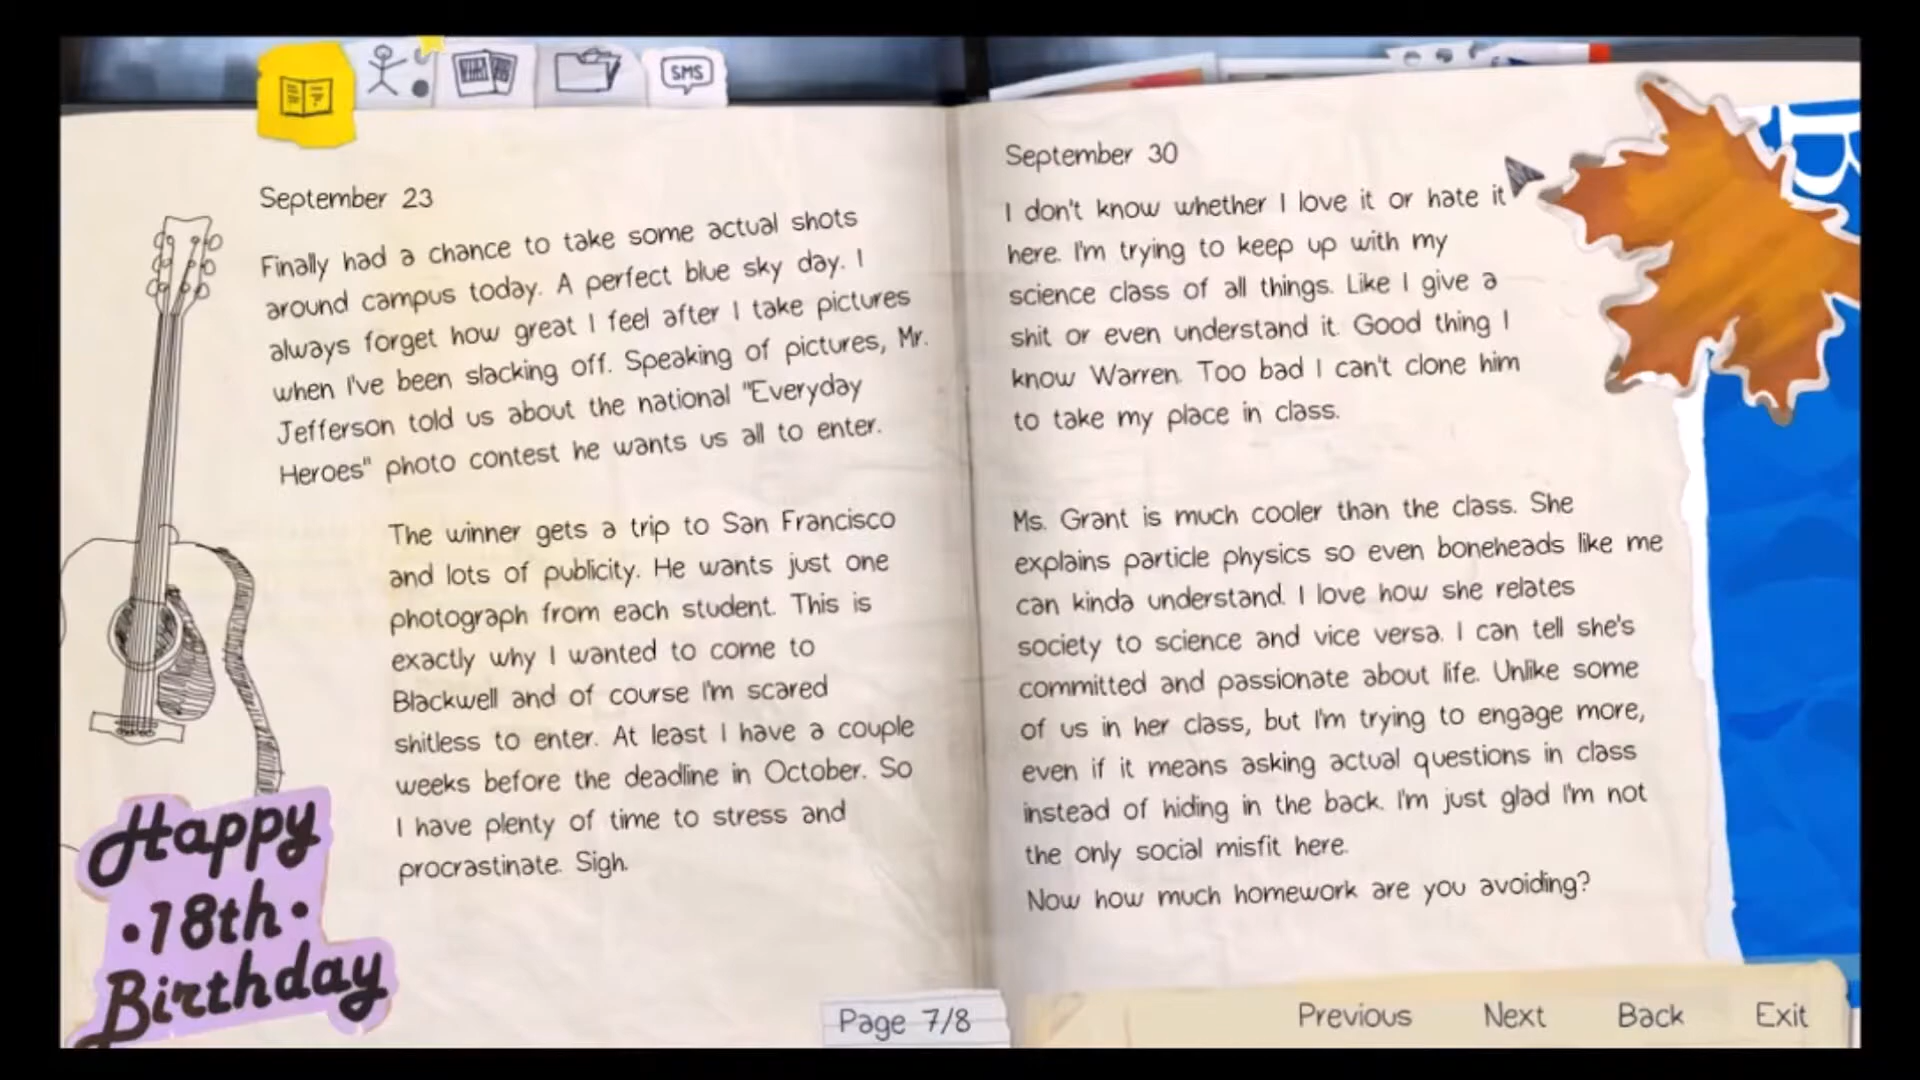 SMS
September 23
Finally had a chance to take some actual shots
around campus today. A perfect blue sky day. I
always forget how great I feel after I take pictures
when I've been slacking off. Speaking of pictures, Mr.
Jefferson told us about the national "Everyday
Heroes" photo contest he wants us all to enter.
The winner gets a trip to San Francisco
and lots of publicity. He wants just one
photograph from each student. This is
exactly why I wanted to come to
Blackwell and of course I'm scared
shitless to enter. At least I have a couple
weeks before the deadline in October. So
I have plenty of time to stress and
procrastinate. Sigh.
Happy
•18th•
Birthday
September 30
I don't know whether I love it or hate it
here. I'm trying to keep up with my
science class of all things. Like I give a
shit or even understand it. Good thing I
know Warren. Too bad I can't clone him
to take my place in class.
Ms. Grant is much cooler than the class. She
explains particle physics so even boneheads like me
can kinda understand. I love how she relates
society to science and vice versa. I can tell she's
committed and passionate about life. Unlike some
of us in her class, but I'm trying to engage more,
even if it means asking actual questions in class
instead of hiding in the back. I'm just glad I'm not
the only social misfit here.
Now how much homework are you avoiding?
B
Page 7/8
Previous Next Back Exit